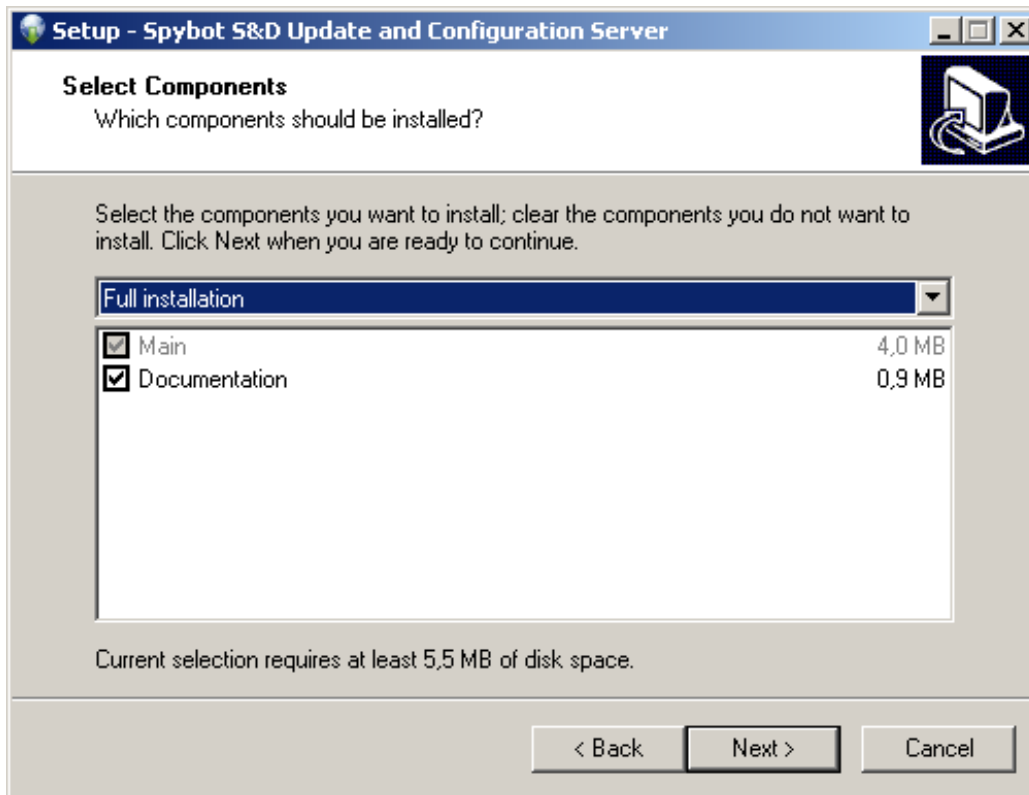 Setup - Spybot S&D Update and Configuration Server
Select Components
Which components should be installed?
Select the components you want to install; clear the components you do not want to
install. Click Next when you are ready to continue.
Full installation
Main 4,0 MB
Documentation 0,9 MB
Current selection requires at least 5,5 MB of disk space.
< Back Next > Cancel